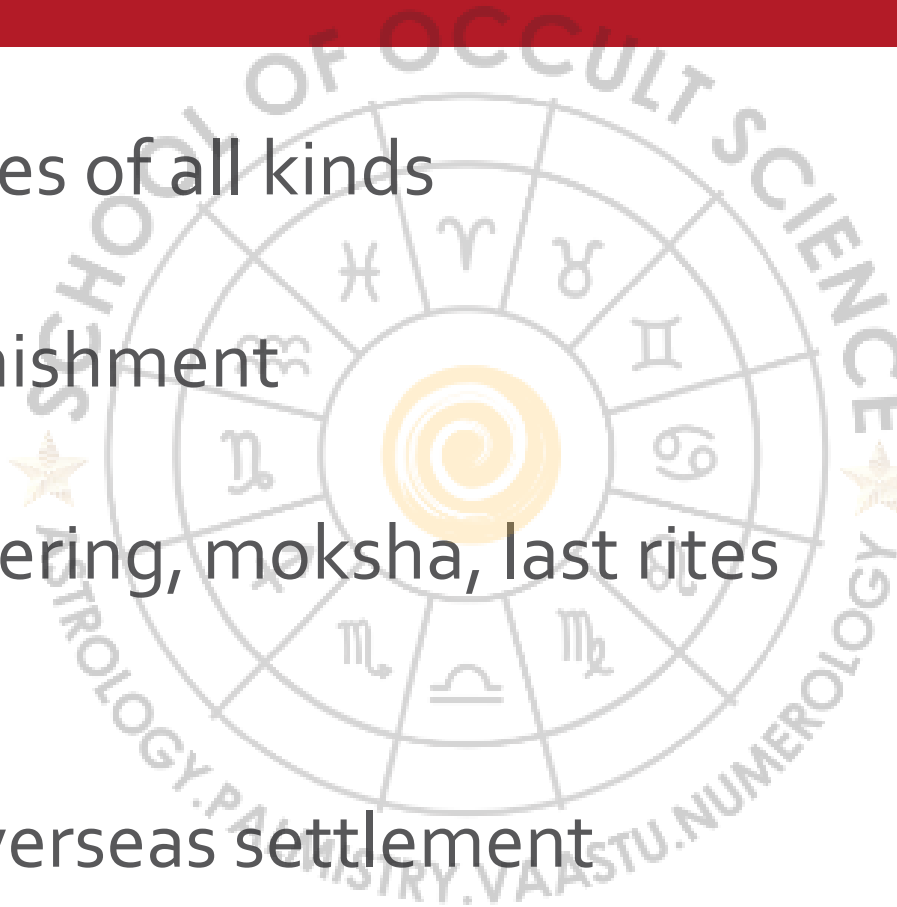 SCHOOL OF OCCULT SCIENCE
es of all kinds
nishment
ering, moksha, last rites
verseas settlement
ASTROLOGY.PALMISTRY.VAASTU.NUMEROLOGY